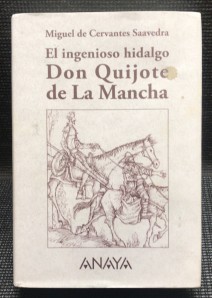 Miguel de Cervantes Saavedra
El ingenioso hidalgo
Don Quijote
de La Mancha
ANAYA